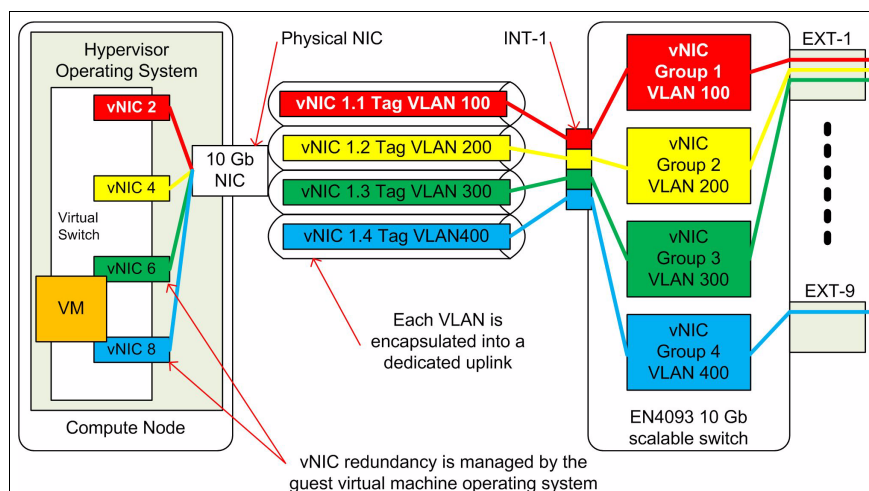 Hypervisor
Operating System
vNIC 2
vNIC 4
Virtual
Switch
vNIC 6
VM
vNIC 8
Compute Node
Physical NIC
10 Gb
NIC
vNIC 1.1 Tag VLAN 100
vNIC 1.2 Tag VLAN 200
vNIC 1.3 Tag VLAN 300
vNIC 1.4 Tag VLAN400
Each VLAN is
encapsulated into a
dedicated uplink
vNIC redundancy is managed by the
guest virtual machine operating system
INT-1
vNIC
Group 1
VLAN 100
vNIC
Group 2
VLAN 200
vNIC
Group 3
VLAN 300
vNIC
Group 4
VLAN 400
EN4093 10 Gb
scalable switch
EXT-1
EXT-9